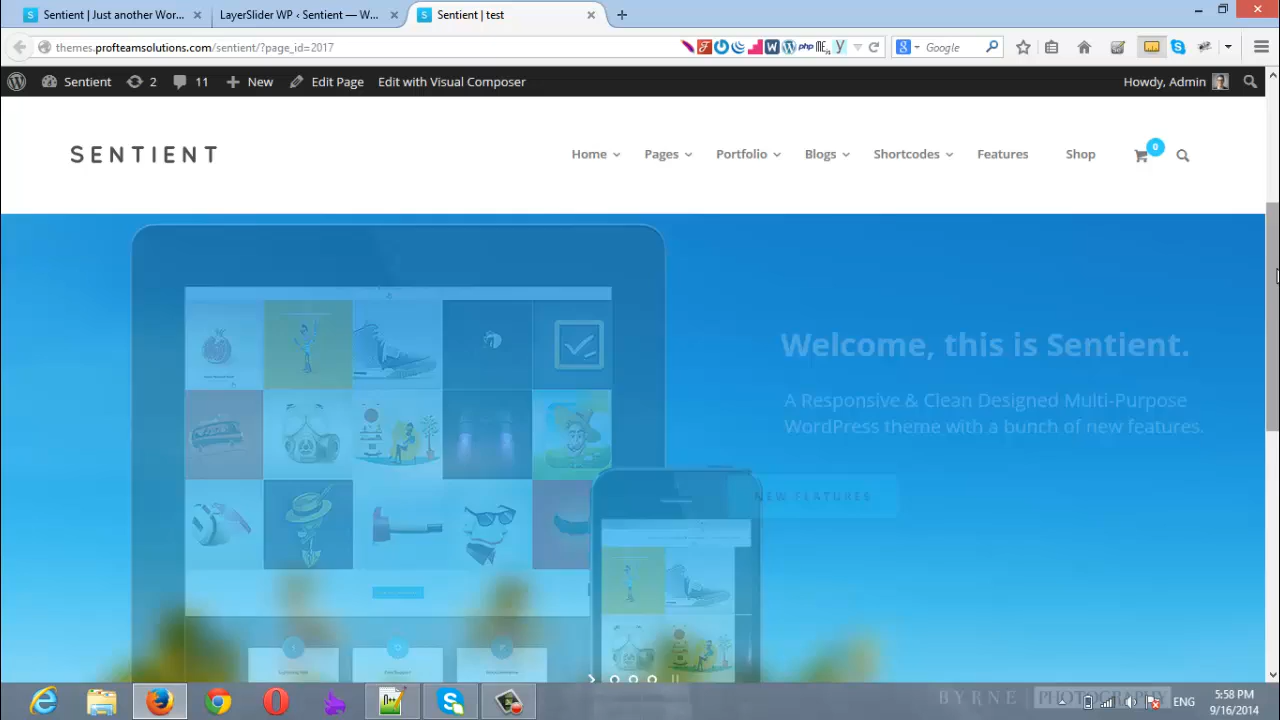 Sentient | Just another Wor...
LayerSlider WP ‹ Sentient — W...
Sentient | test
themes.profteamsolutions.com/sentient/?page_id=2017
Google
Sentient
2
11
New
Edit Page
Edit with Visual Composer
Howdy, Admin
SENTIENT
Home
Pages
Portfolio
Blogs
Shortcodes
Features
Shop
0
Welcome, this is Sentient.
A Responsive & Clean Designed Multi-Purpose
WordPress theme with a bunch of new features.
NEW FEATURES
BYRNE PHOTOGRAPHY
ENG
5:58 PM
9/16/2014